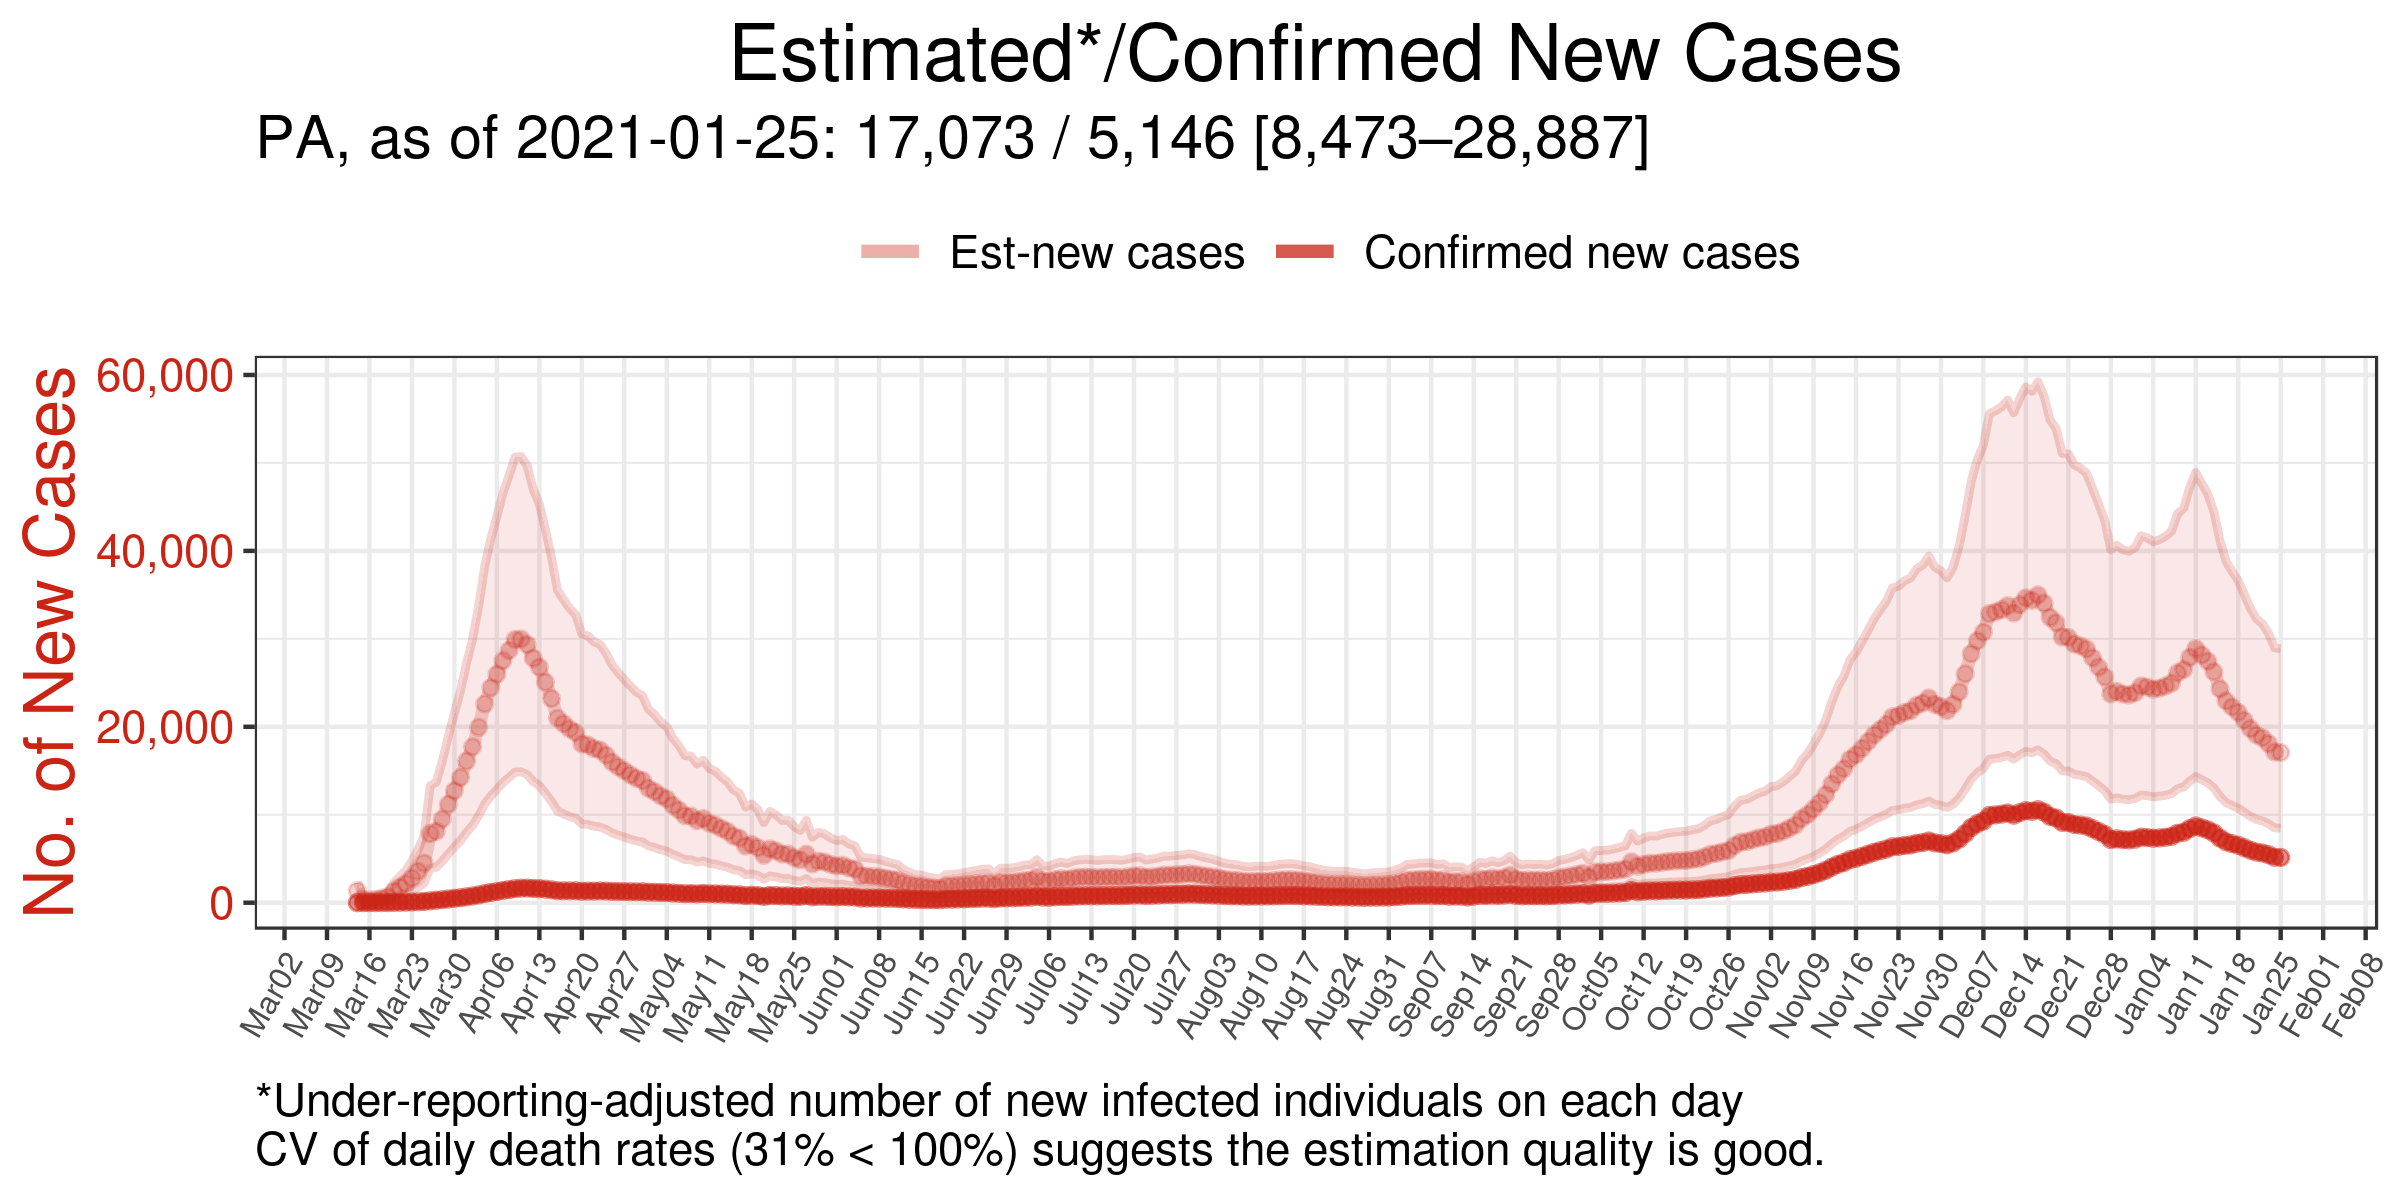 Estimated*/Confirmed New Cases
PA, as of 2021-01-25: 17,073 / 5,146 [8,473–28,887]
Est-new cases
Confirmed new cases
No. of New Cases
60,000
40,000
20,000
0
Mar02
Mar09
Mar16
Mar23
Mar30
Apr06
Apr13
Apr20
Apr27
May04
May11
May18
May25
Jun01
Jun08
Jun15
Jun22
Jun29
Jul06
Jul13
Jul20
Jul27
Aug03
Aug10
Aug17
Aug24
Aug31
Sep07
Sep14
Sep21
Sep28
Oct05
Oct12
Oct19
Oct26
Nov02
Nov09
Nov16
Nov23
Nov30
Dec07
Dec14
Dec21
Dec28
Jan04
Jan11
Jan18
Jan25
Feb01
Feb08
*Under-reporting-adjusted number of new infected individuals on each day
CV of daily death rates (31% < 100%) suggests the estimation quality is good.